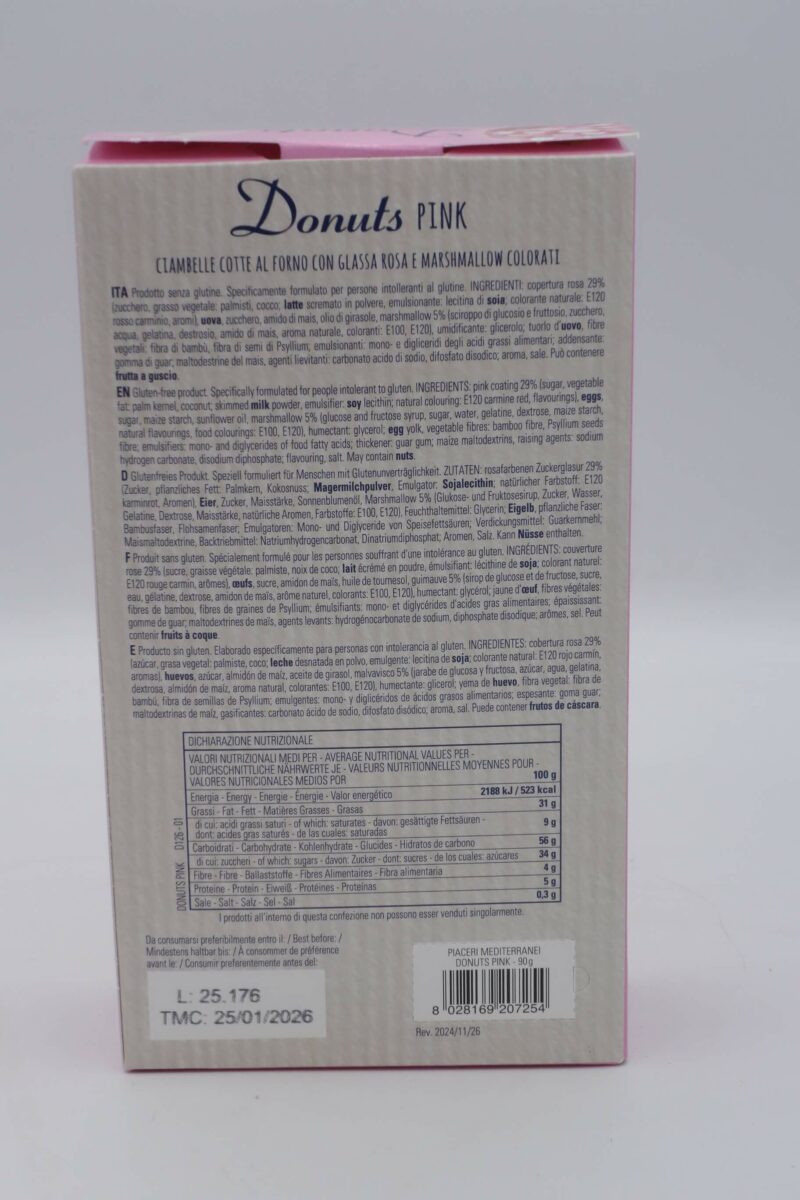 Donuts PINK
CIAMBELLE COTTE AL FORNO CON GLASSA ROSA E MARSHMALLOW COLORATI
ITA Prodotto senza glutine. Specificamente formulato per persone intolleranti al glutine. INGREDIENTI: copertura rosa 29%
(zucchero, grasso vegetale: palmisti, cocco; latte scremato in polvere, emulsionante: lecitina di soia; colorante naturale: E120
rosso carminio, aromi), uova, zucchero, amido di mais, olio di girasole, marshmallow 5% (sciroppo di glucosio e fruttosio, zucchero,
acqua, gelatina, destrosio, amido di mais, aroma naturale, coloranti: E100, E120), umidificante: glicerolo; tuorlo d'uovo, fibre
vegetali: fibra di bambù, fibra di semi di Psyllium; emulsionanti: mono- e digliceridi degli acidi grassi alimentari; addensante:
gomma di guar; maltodestrine del mais, agenti lievitanti: carbonato acido di sodio, difosfato disodico; aroma, sale. Può contenere
frutta a guscio.
EN Gluten-free product. Specifically formulated for people intolerant to gluten. INGREDIENTS: pink coating 29% (sugar, vegetable
fat: palm kernel, coconut; skimmed milk powder, emulsifier: soy lecithin; natural colouring: E120 carmine red, flavourings), eggs,
sugar, maize starch, sunflower oil, marshmallow 5% (glucose and fructose syrup, sugar, water, gelatine, dextrose, maize starch,
natural flavourings, food colourings: E100, E120), humectant: glycerol; egg yolk, vegetable fibres: bamboo fibre, Psyllium seeds
fibre; emulsifiers: mono- and diglycerides of food fatty acids; thickener: guar gum; maize maltodextrins, raising agents: sodium
hydrogen carbonate, disodium diphosphate; flavouring, salt. May contain nuts.
D Glutenfreies Produkt. Speziell formuliert für Menschen mit Glutenunverträglichkeit. ZUTATEN: rosafarbenen Zuckerglasur 29%
(Zucker, pflanzliches Fett: Palmkern, Kokosnuss; Magermilchpulver, Emulgator: Sojalecithin; natürlicher Farbstoff: E120
karminrot, Aromen), Eier, Zucker, Maisstärke, Sonnenblumenöl, Marshmallow 5% (Glukose- und Fruktosesirup, Zucker, Wasser,
Gelatine, Dextrose, Maisstärke, natürliche Aromen, Farbstoffe: E100, E120), Feuchthaltemittel: Glycerin; Eigelb, pflanzliche Faser:
Bambusfaser, Flohsamenfaser; Emulgatoren: Mono- und Diglyceride von Speisefettsäuren; Verdickungsmittel: Guarkernmehl;
Maismaltodextrine, Backtriebmittel: Natriumhydrogencarbonat, Dinatriumdiphosphat; Aromen, Salz. Kann Nüsse enthalten.
F Produit sans gluten. Spécialement formulé pour les personnes souffrant d'une intolérance au gluten. INGRÉDIENTS: couverture
rose 29% (sucre, graisse végétale: palmiste, noix de coco; lait écrémé en poudre, émulsifiant: lécithine de soja; colorant naturel:
E120 rouge carmin, arômes), œufs, sucre, amidon de maïs, huile de tournesol, guimauve 5% (sirop de glucose et de fructose, sucre,
eau, gélatine, dextrose, amidon de maïs, arôme naturel, colorants: E100, E120), humectant: glycérol; jaune d'œuf, fibres végétales:
fibres de bambou, fibres de graines de Psyllium; émulsifiants: mono- et diglycérides d'acides gras alimentaires; épaississant:
gomme de guar; maltodextrines de maïs, agents levants: hydrogénocarbonate de sodium, diphosphate disodique; arômes, sel. Peut
contenir fruits à coque.
E Producto sin gluten. Elaborado específicamente para personas con intolerancia al gluten. INGREDIENTES: cobertura rosa 29%
(azúcar, grasa vegetal: palmiste, coco; leche desnatada en polvo, emulgente: lecitina de soja; colorante natural: E120 rojo carmín,
aromas), huevos, azúcar, almidón de maíz, aceite de girasol, malvavisco 5% (jarabe de glucosa y fructosa, azúcar, agua, gelatina,
dextrosa, almidón de maíz, aroma natural, colorantes: E100, E120), humectante: glicerol; yema de huevo, fibra vegetal: fibra de
bambú, fibra de semillas de Psyllium; emulgentes: mono- y diglicéridos de ácidos grasos alimentarios; espesante: goma guar;
maltodextrinas de maíz, gasificantes: carbonato ácido de sodio, difosfato disódico; aroma, sal. Puede contener frutos de cáscara.
DICHIARAZIONE NUTRIZIONALE
VALORI NUTRIZIONALI MEDI PER - AVERAGE NUTRITIONAL VALUES PER -
DURCHSCHNITTLICHE NÄHRWERTE JE - VALEURS NUTRITIONNELLES MOYENNES POUR -
VALORES NUTRICIONALES MEDIOS POR 100 g
Energia - Energy - Energie - Énergie - Valor energético 2188 kJ / 523 kcal
Grassi - Fat - Fett - Matières Grasses - Grasas 31 g
di cui: acidi grassi saturi - of which: saturates - davon: gesättigte Fettsäuren -
dont: acides gras saturés - de las cuales: saturadas 9 g
Carboidrati - Carbohydrate - Kohlenhydrate - Glucides - Hidratos de carbono 56 g
di cui: zuccheri - of which: sugars - davon: Zucker - dont: sucres - de los cuales: azúcares 34 g
Fibre - Fibre - Ballaststoffe - Fibres Alimentaires - Fibra alimentaria 4 g
Proteine - Protein - Eiweiß - Protéines - Proteínas 5 g
Sale - Salt - Salz - Sel - Sal 0,3 g
DONUTS PINK D126 - 01
I prodotti all'interno di questa confezione non possono esser venduti singolarmente.
Da consumarsi preferibilmente entro il: / Best before: /
Mindestens haltbar bis: / À consommer de préférence
avant le: / Consumir preferentemente antes del:
L: 25.176
TMC: 25/01/2026
PIACERI MEDITERRANEI
DONUTS PINK - 90g
8 028169 207254
Rev. 2024/11/26